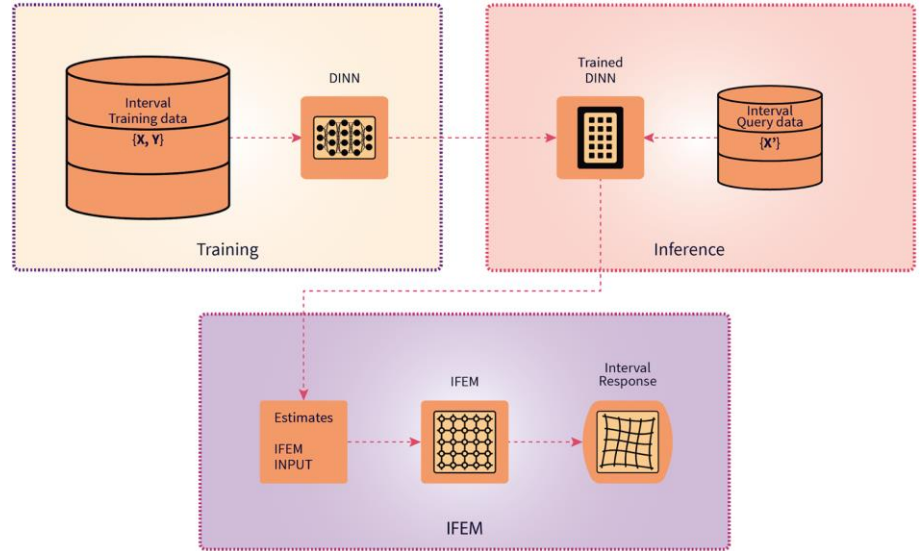 DINN
Interval
Training data
{X, Y}
Training
Trained
DINN
Interval
Query data
{X'}
Inference
Estimates
IFEM
INPUT
IFEM
Interval
Response
IFEM